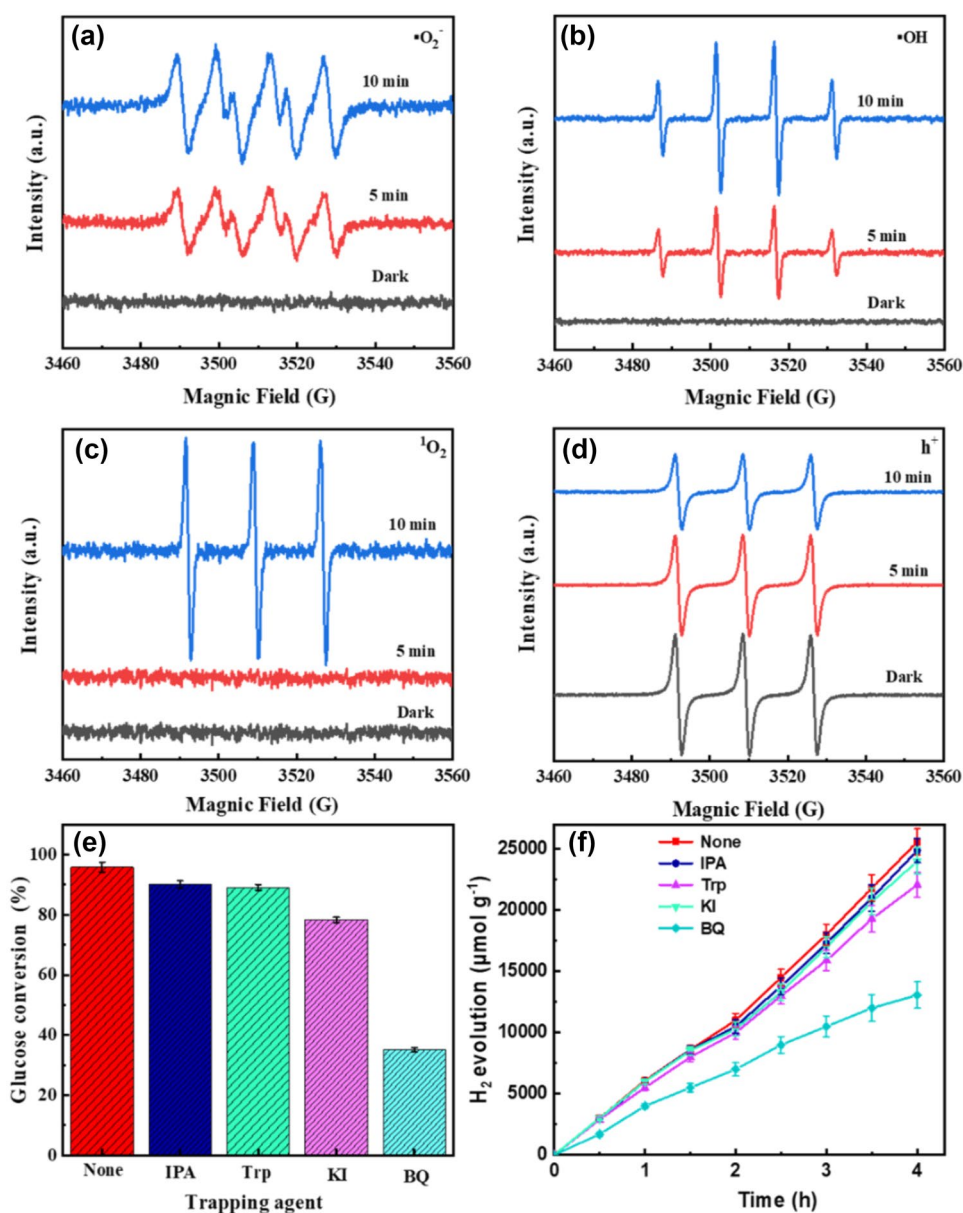 (a)
▪O₂⁻
10 min
5 min
Dark
Intensity (a.u.)
3460 3480 3500 3520 3540 3560
Magnic Field (G)
(b)
▪OH
10 min
5 min
Dark
Intensity (a.u.)
3460 3480 3500 3520 3540 3560
Magnic Field (G)
(c)
¹O₂
10 min
5 min
Dark
Intensity (a.u.)
3460 3480 3500 3520 3540 3560
Magnic Field (G)
(d)
h⁺
10 min
5 min
Dark
Intensity (a.u.)
3460 3480 3500 3520 3540 3560
Magnic Field (G)
(e)
Glucose conversion (%)
100
80
60
40
20
0
None IPA Trp KI BQ
Trapping agent
(f)
None
IPA
Trp
KI
BQ
H₂ evolution (μmol g⁻¹)
25000
20000
15000
10000
5000
0
0 1 2 3 4
Time (h)